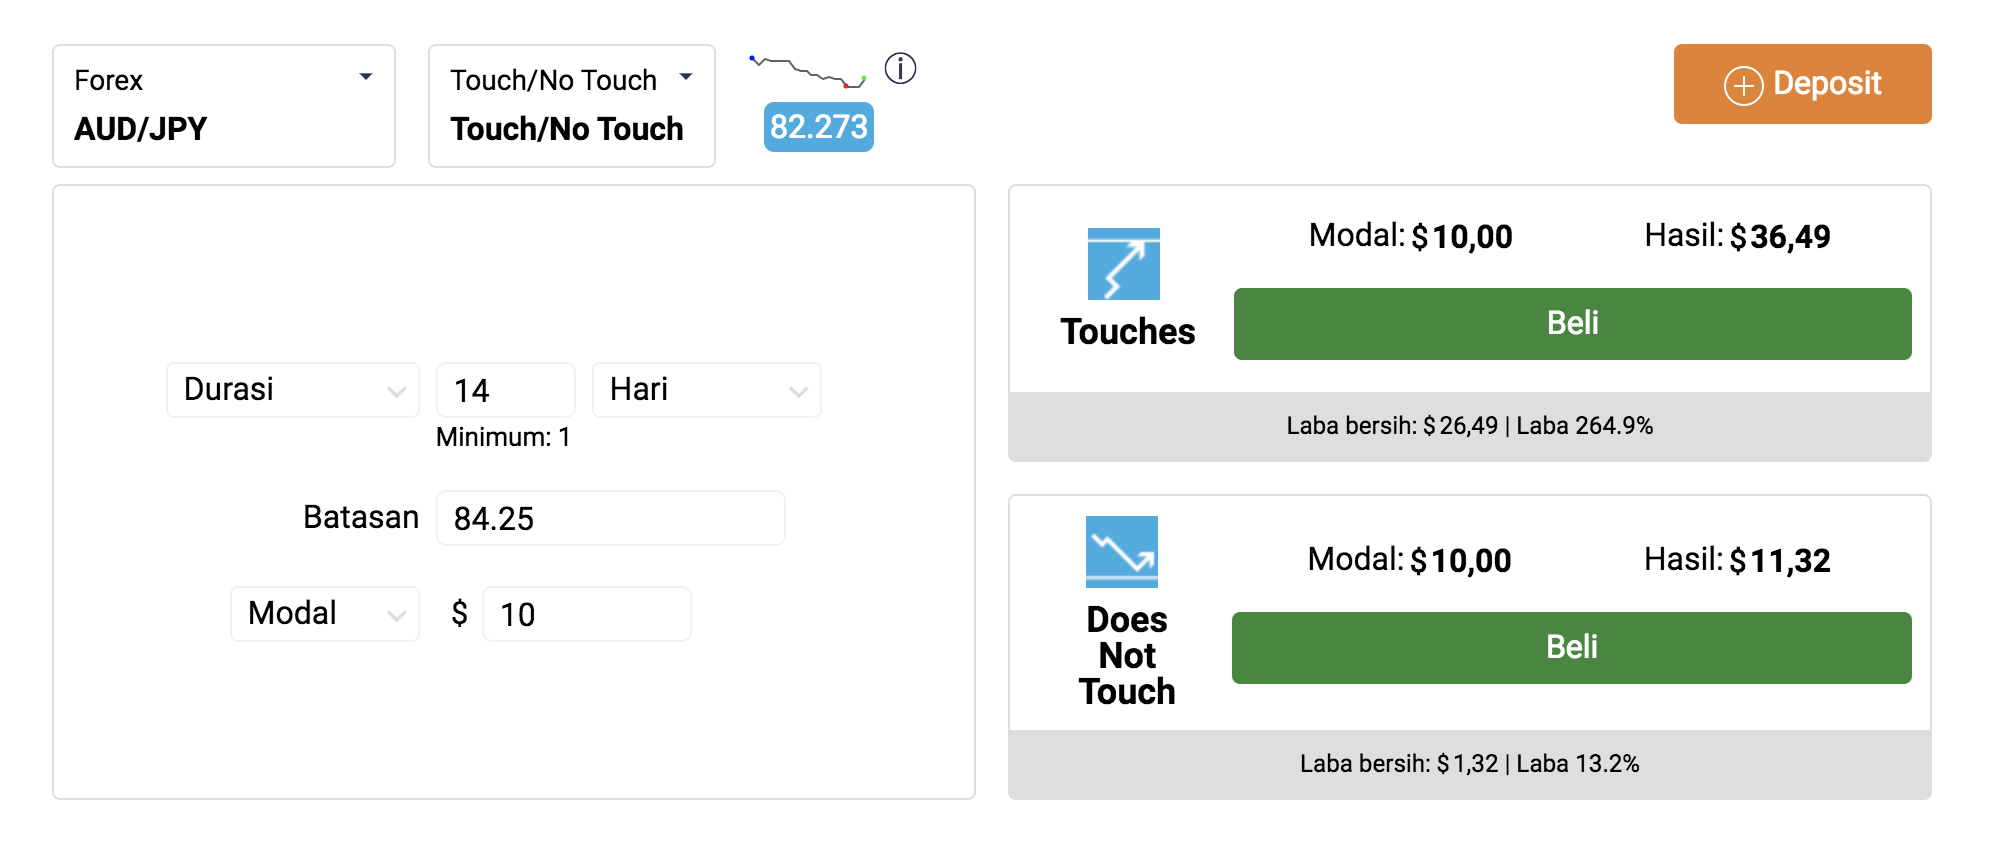 Forex
AUD/JPY
Touch/No Touch
Touch/No Touch
82.273
Deposit
Durasi
14
Hari
Minimum: 1
Batasan
84.25
Modal
$
10
Modal: $10,00
Hasil: $36,49
Touches
Beli
Laba bersih: $26,49 | Laba 264.9%
Modal: $10,00
Hasil: $11,32
Does
Not
Touch
Beli
Laba bersih: $1,32 | Laba 13.2%